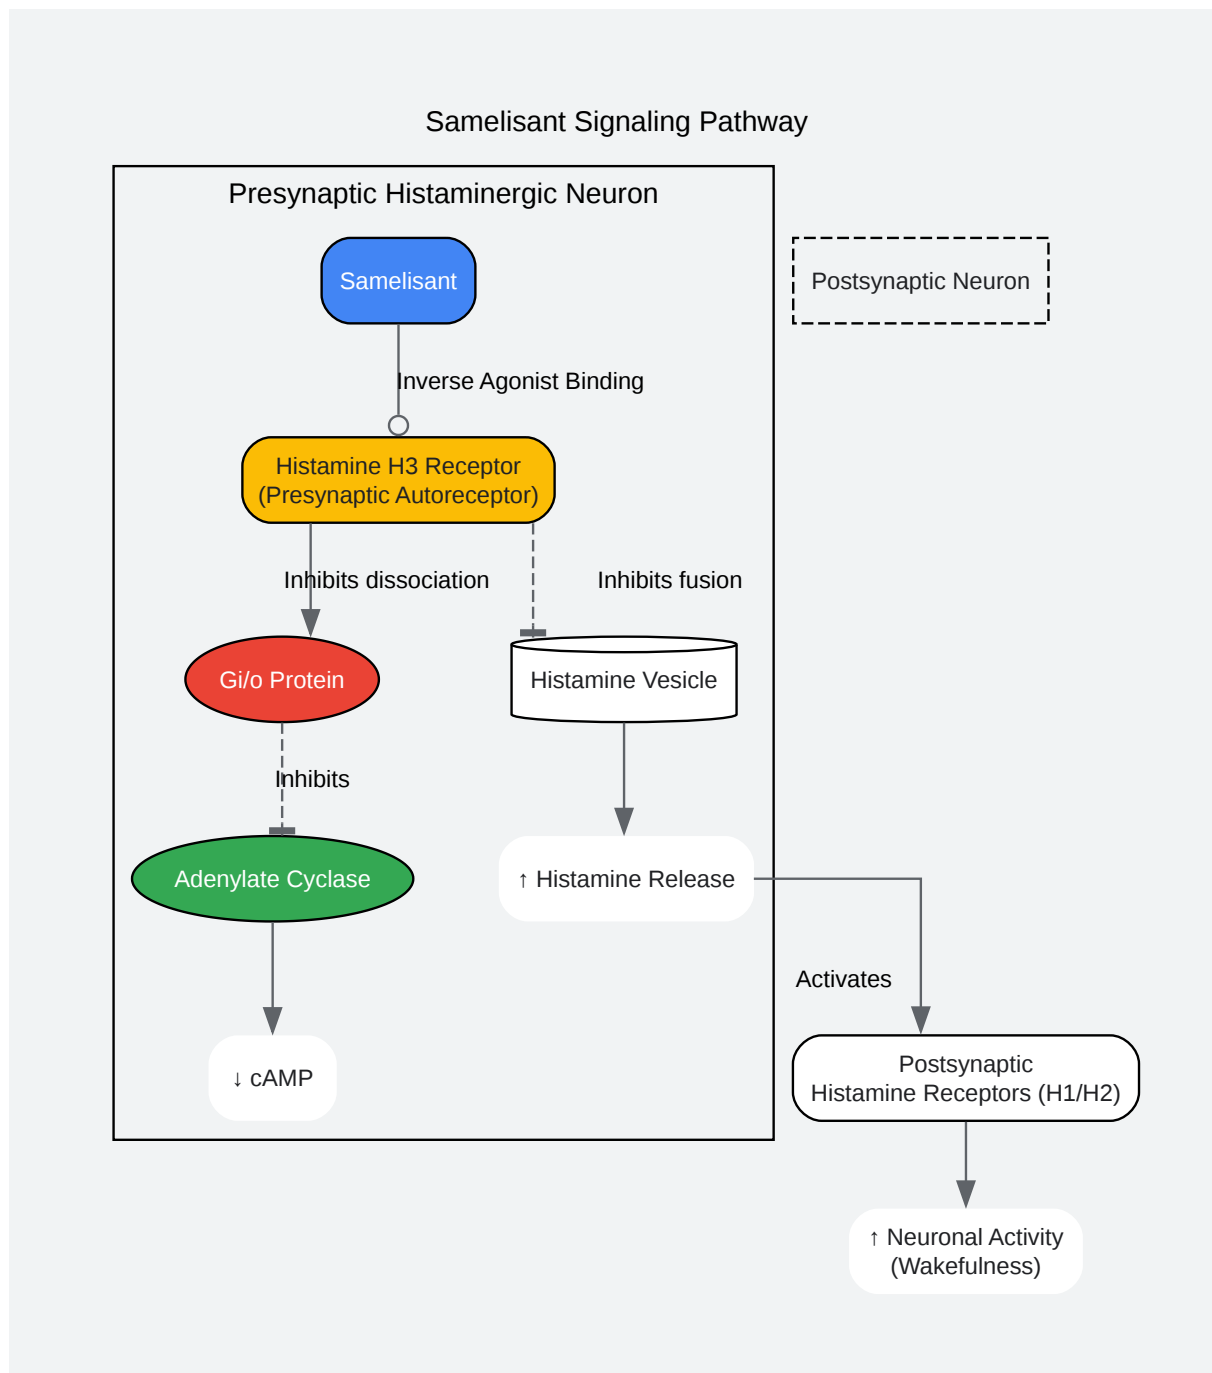 Samelisant Signaling Pathway
Presynaptic Histaminergic Neuron
Samelisant
Postsynaptic Neuron
Inverse Agonist Binding
Histamine H3 Receptor
(Presynaptic Autoreceptor)
Inhibits dissociation
Inhibits fusion
Gi/o Protein
Histamine Vesicle
Inhibits
Adenylate Cyclase
↑ Histamine Release
Activates
↓ cAMP
Postsynaptic
Histamine Receptors (H1/H2)
↑ Neuronal Activity
(Wakefulness)